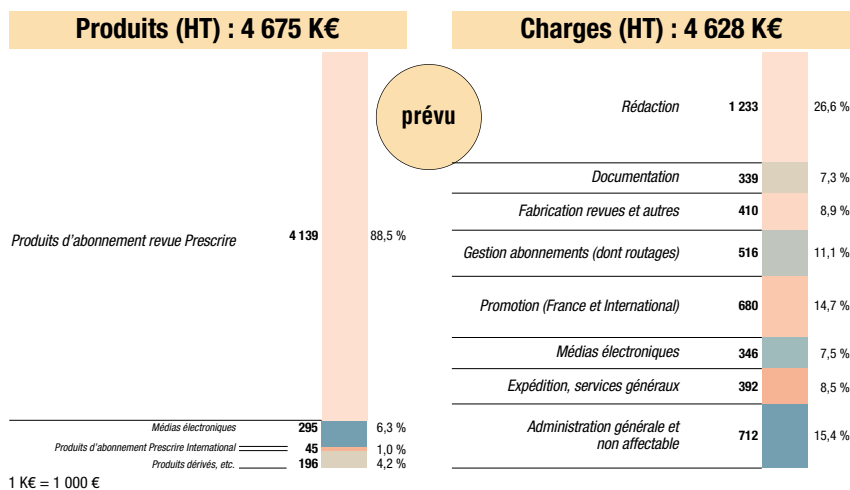 Produits (HT) : 4 675 K€
Produits d'abonnement revue Prescrire 4 139 88,5 %
Médias électroniques 295 6,3 %
Produits d'abonnement Prescrire International 45 1,0 %
Produits dérivés, etc. 196 4,2 %
1 K€ = 1 000 €
prévu
Charges (HT) : 4 628 K€
Rédaction 1 233 26,6 %
Documentation 339 7,3 %
Fabrication revues et autres 410 8,9 %
Gestion abonnements (dont routages) 516 11,1 %
Promotion (France et International) 680 14,7 %
Médias électroniques 346 7,5 %
Expédition, services généraux 392 8,5 %
Administration générale et
non affectable 712 15,4 %